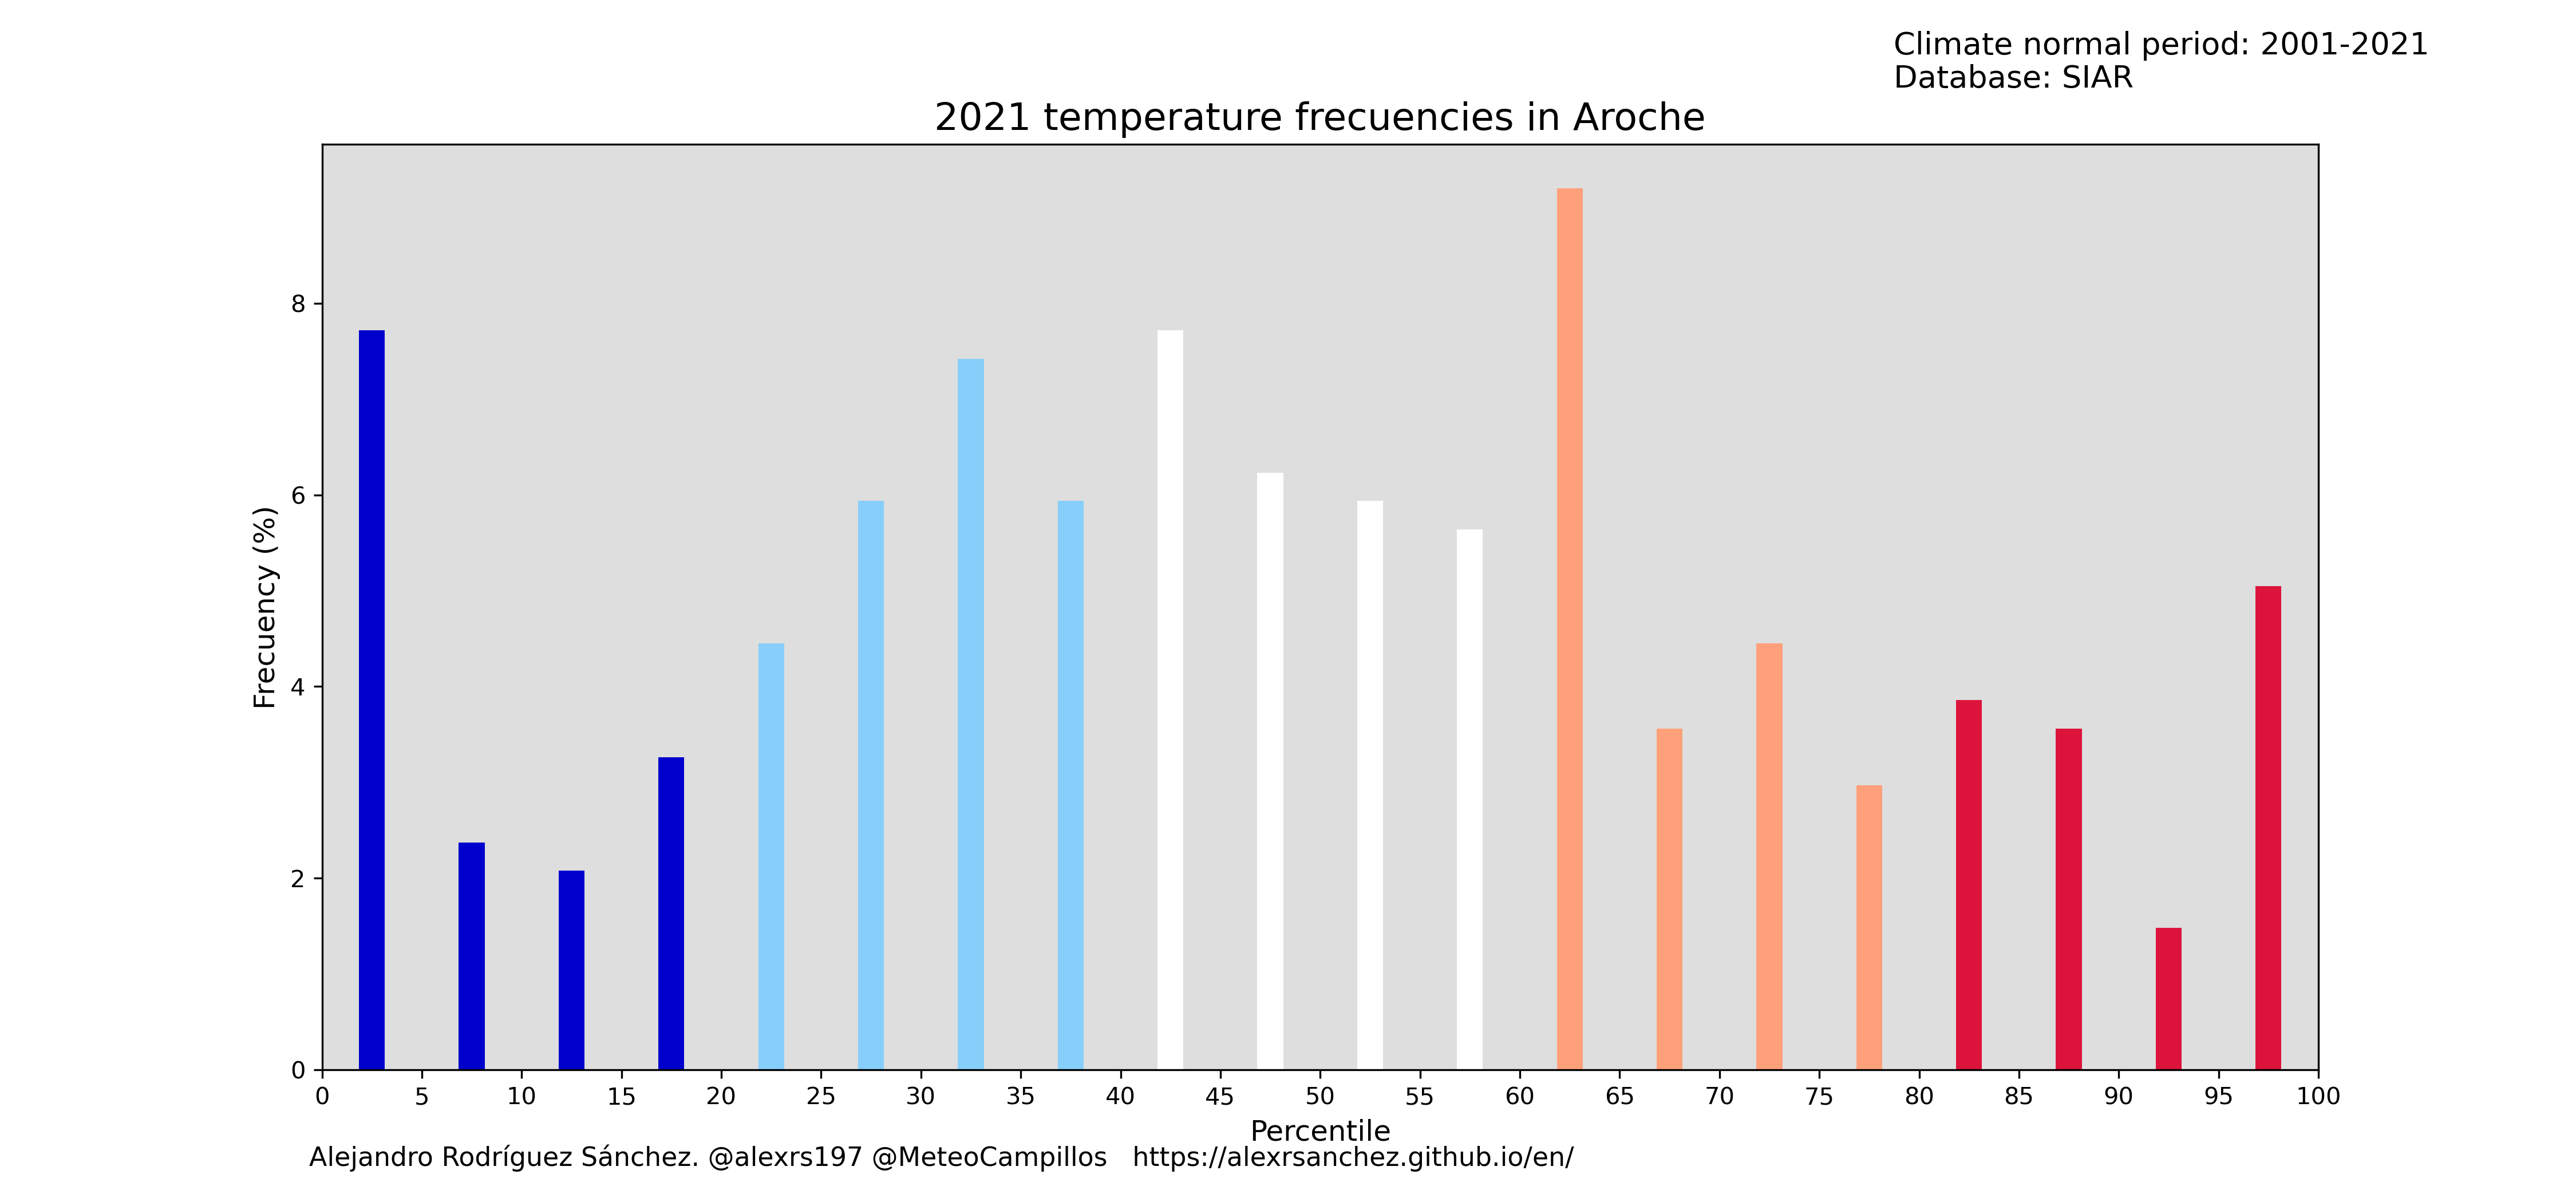 Climate normal period: 2001-2021
Database: SIAR
2021 temperature frecuencies in Aroche
Frecuency (%)
8
6
4
2
0
0 5 10 15 20 25 30 35 40 45 50 55 60 65 70 75 80 85 90 95 100
Percentile
Alejandro Rodríguez Sánchez. @alexrs197 @MeteoCampillos https://alexrsanchez.github.io/en/